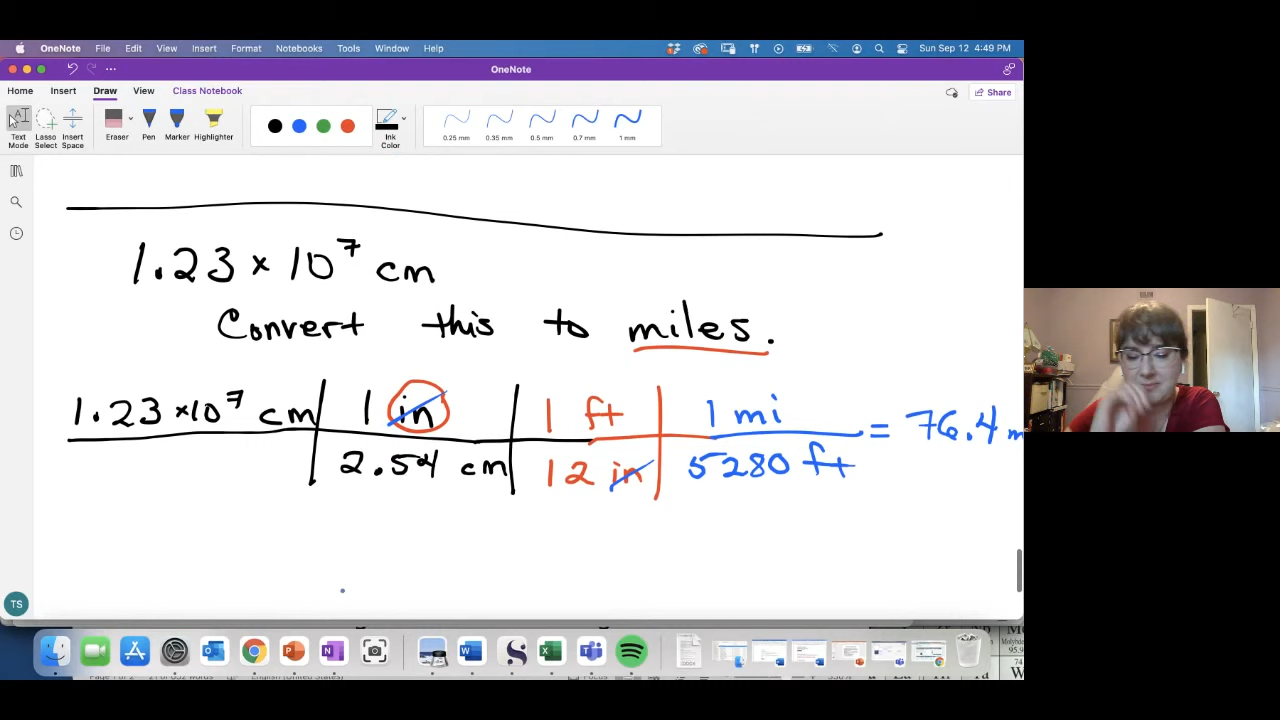 OneNote File Edit View Insert Format Notebooks Tools Window Help Sun Sep 12 4:49 PM
OneNote
Home Insert Draw View Class Notebook Share
Text Mode
Lasso Select
Insert Space
Eraser
Pen
Marker
Highlighter
Ink Color
0.25 mm 0.35 mm 0.5 mm 0.7 mm 1 mm
1.23 × 10⁷ cm
Convert this to miles.
1.23 × 10⁷ cm 1 in 1 ft 1 mi = 76.4 m
2.54 cm 12 in 5280 ft
TS